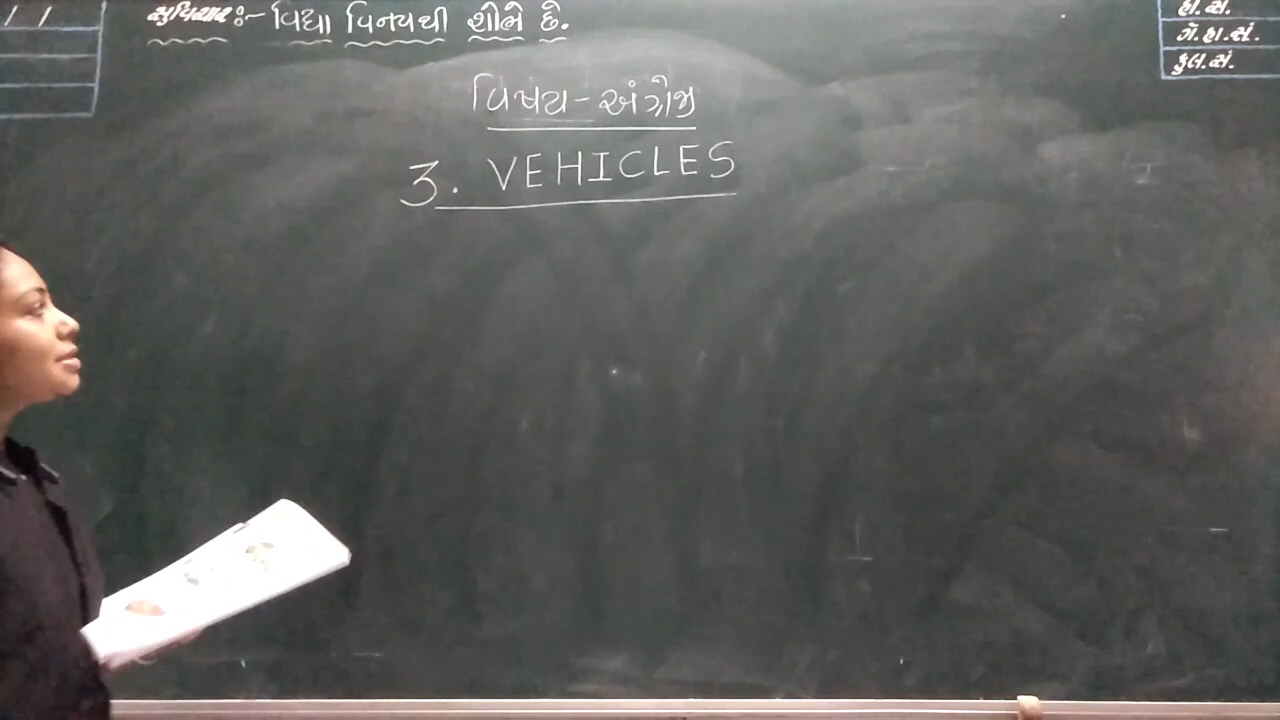 / /
સુવિચાર :- વિદ્યા વિનયથી શોભે છે.
હા.સ.
ગે.હા.સં.
કુલ.સં.
વિષય - અંગ્રેજી
3. VEHICLES